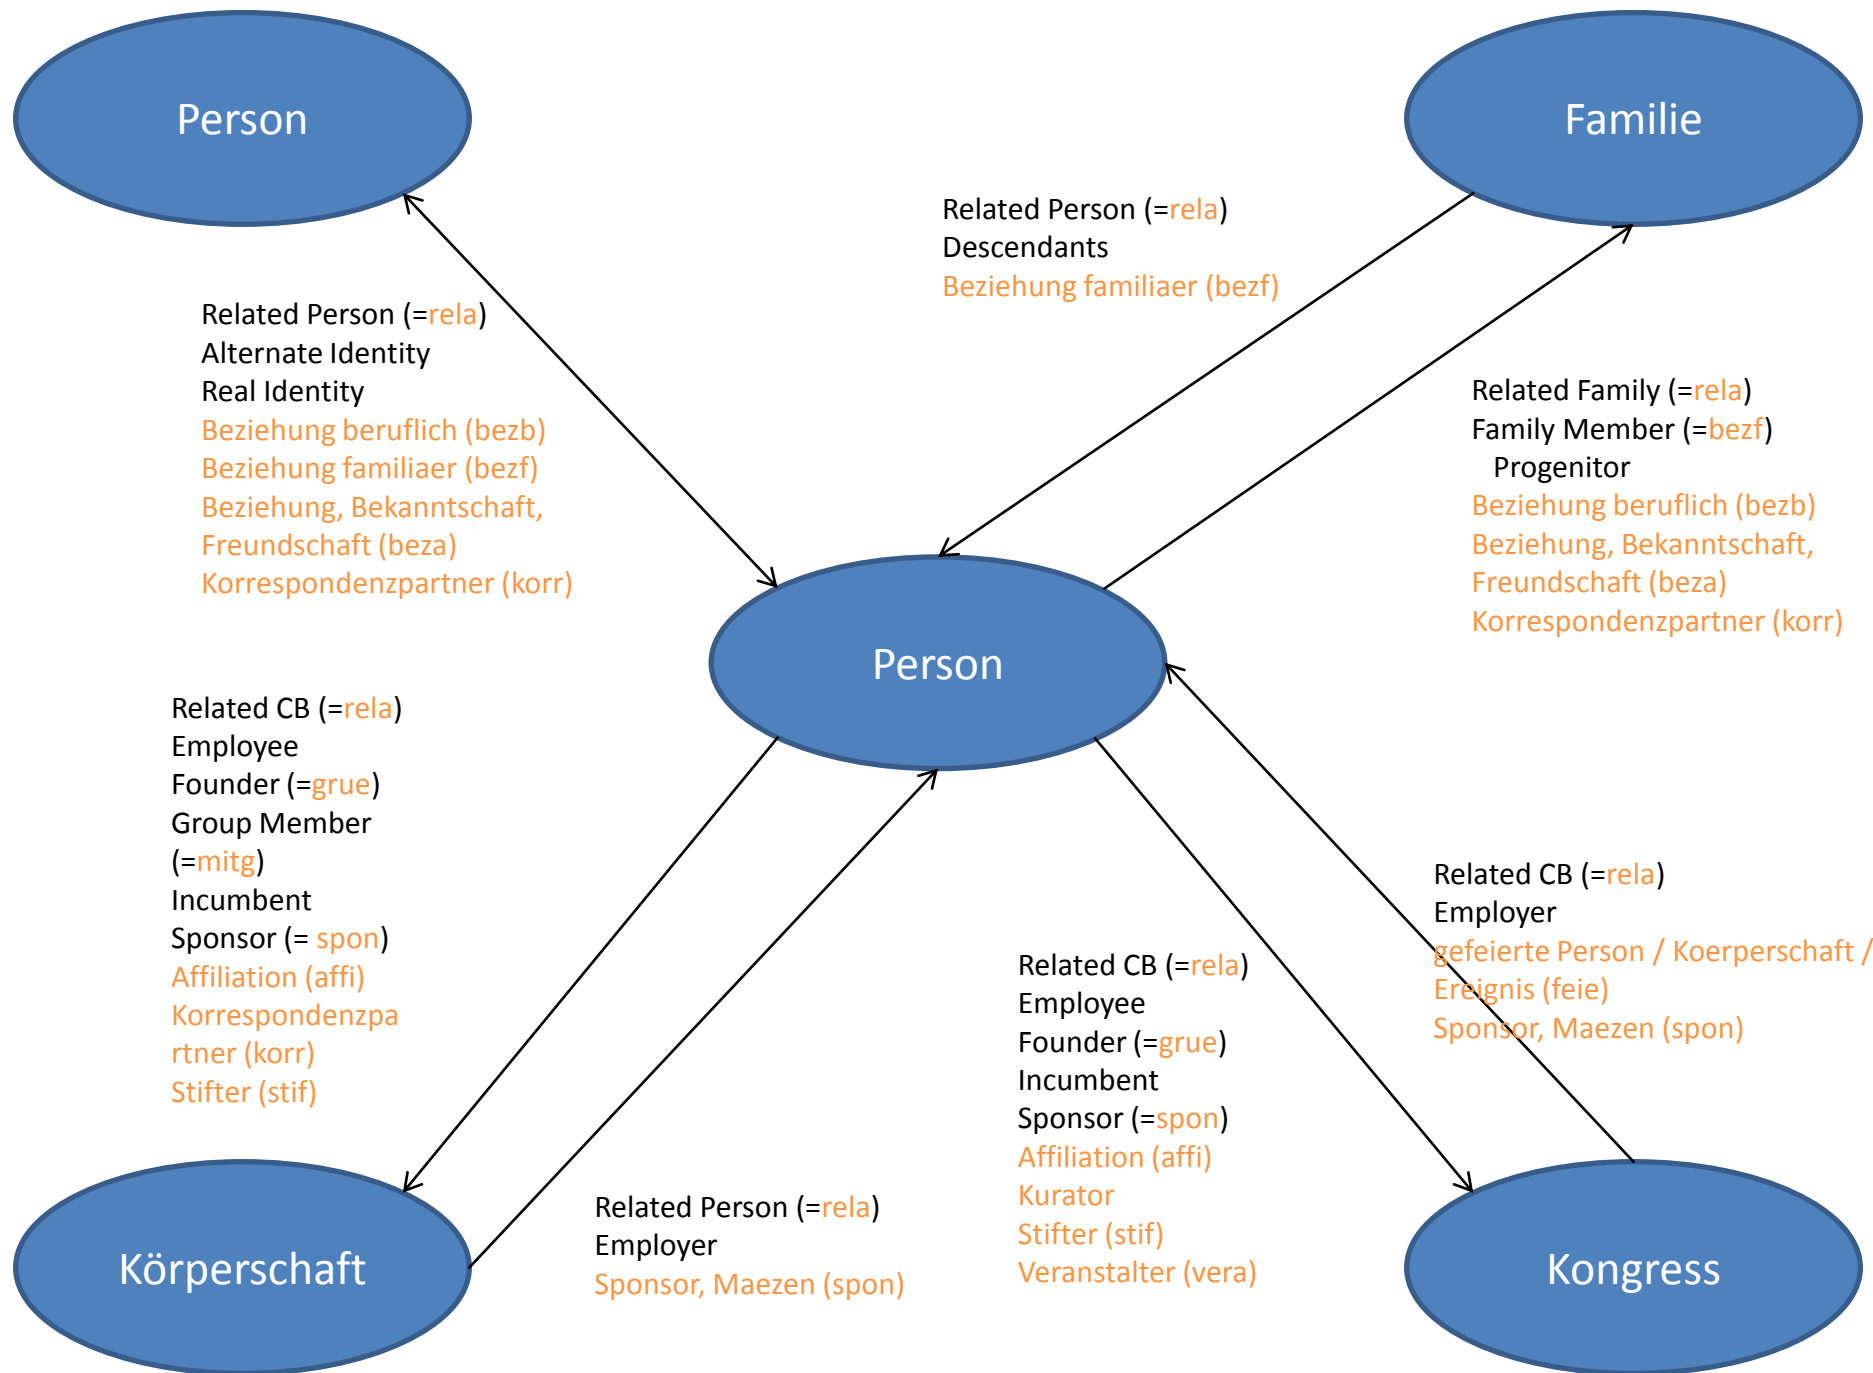 Person
Familie
Related Person (=rela)
Descendants
Beziehung familiaer (bezf)
Related Person (=rela)
Alternate Identity
Real Identity
Beziehung beruflich (bezb)
Beziehung familiaer (bezf)
Beziehung, Bekanntschaft,
Freundschaft (beza)
Korrespondenzpartner (korr)
Related Family (=rela)
Family Member (=bezf)
Progenitor
Beziehung beruflich (bezb)
Beziehung, Bekanntschaft,
Freundschaft (beza)
Korrespondenzpartner (korr)
Person
Related CB (=rela)
Employee
Founder (=grue)
Group Member
(=mitg)
Incumbent
Sponsor (= spon)
Affiliation (affi)
Korrespondenzpa
rtner (korr)
Stifter (stif)
Related CB (=rela)
Employer
gefeierte Person / Koerperschaft /
Ereignis (feie)
Sponsor, Maezen (spon)
Related CB (=rela)
Employee
Founder (=grue)
Incumbent
Sponsor (=spon)
Affiliation (affi)
Kurator
Stifter (stif)
Veranstalter (vera)
Related Person (=rela)
Employer
Sponsor, Maezen (spon)
Körperschaft
Kongress